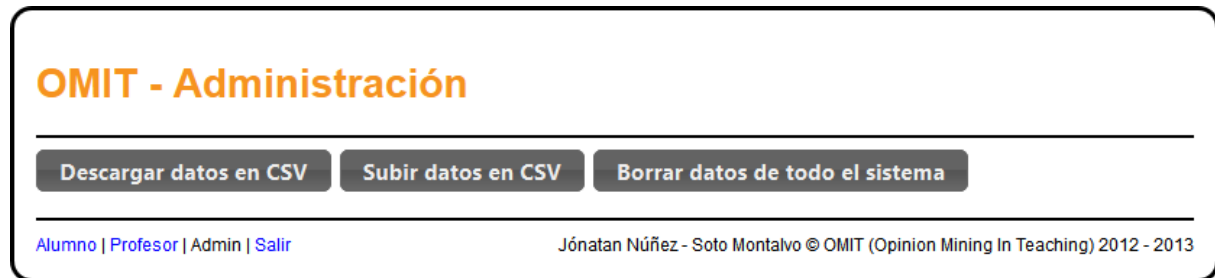 OMIT - Administración
Descargar datos en CSV Subir datos en CSV Borrar datos de todo el sistema
Alumno | Profesor | Admin | Salir Jónatan Núñez - Soto Montalvo © OMIT (Opinion Mining In Teaching) 2012 - 2013